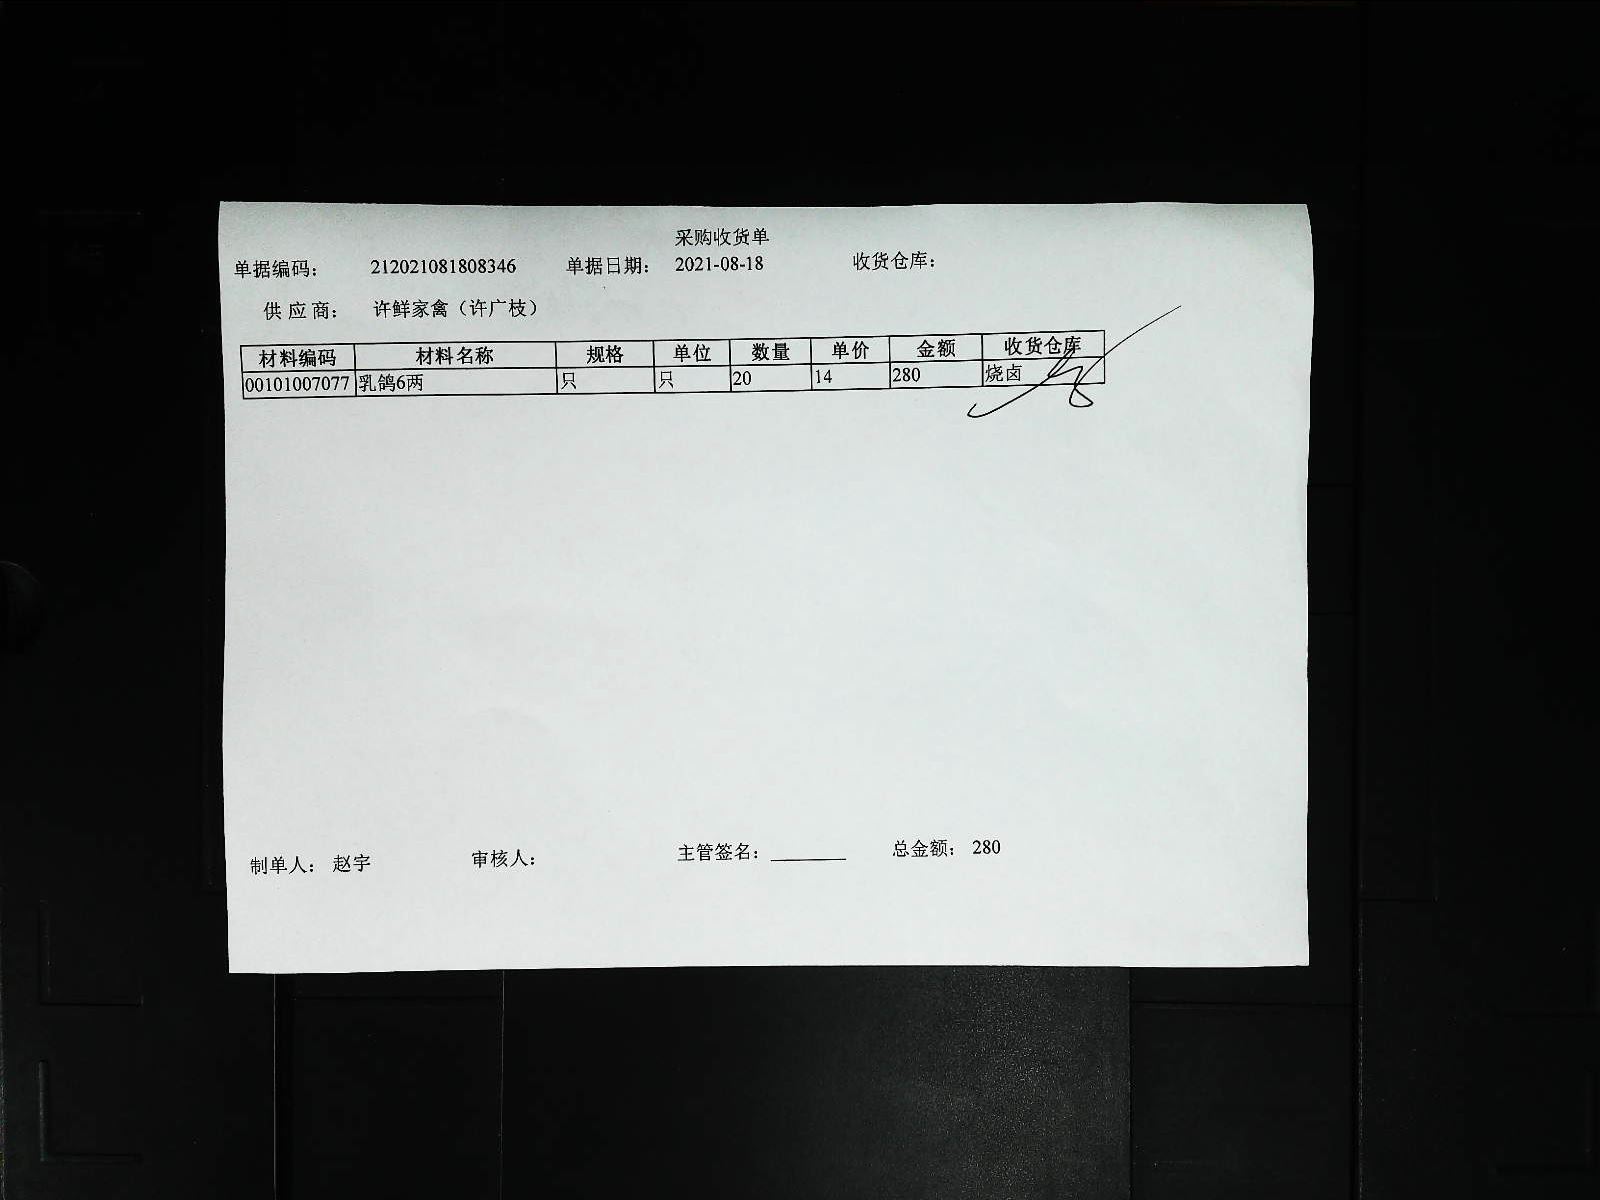 采购收货单
单据编码： 212021081808346 单据日期： 2021-08-18 收货仓库：
供应商： 许鲜家禽（许广枝）
材料编码 材料名称 规格 单位 数量 单价 金额 收货仓库
00101007077 乳鸽6两 只 只 20 14 280 烧卤
制单人： 赵宇 审核人： 主管签名： 总金额： 280